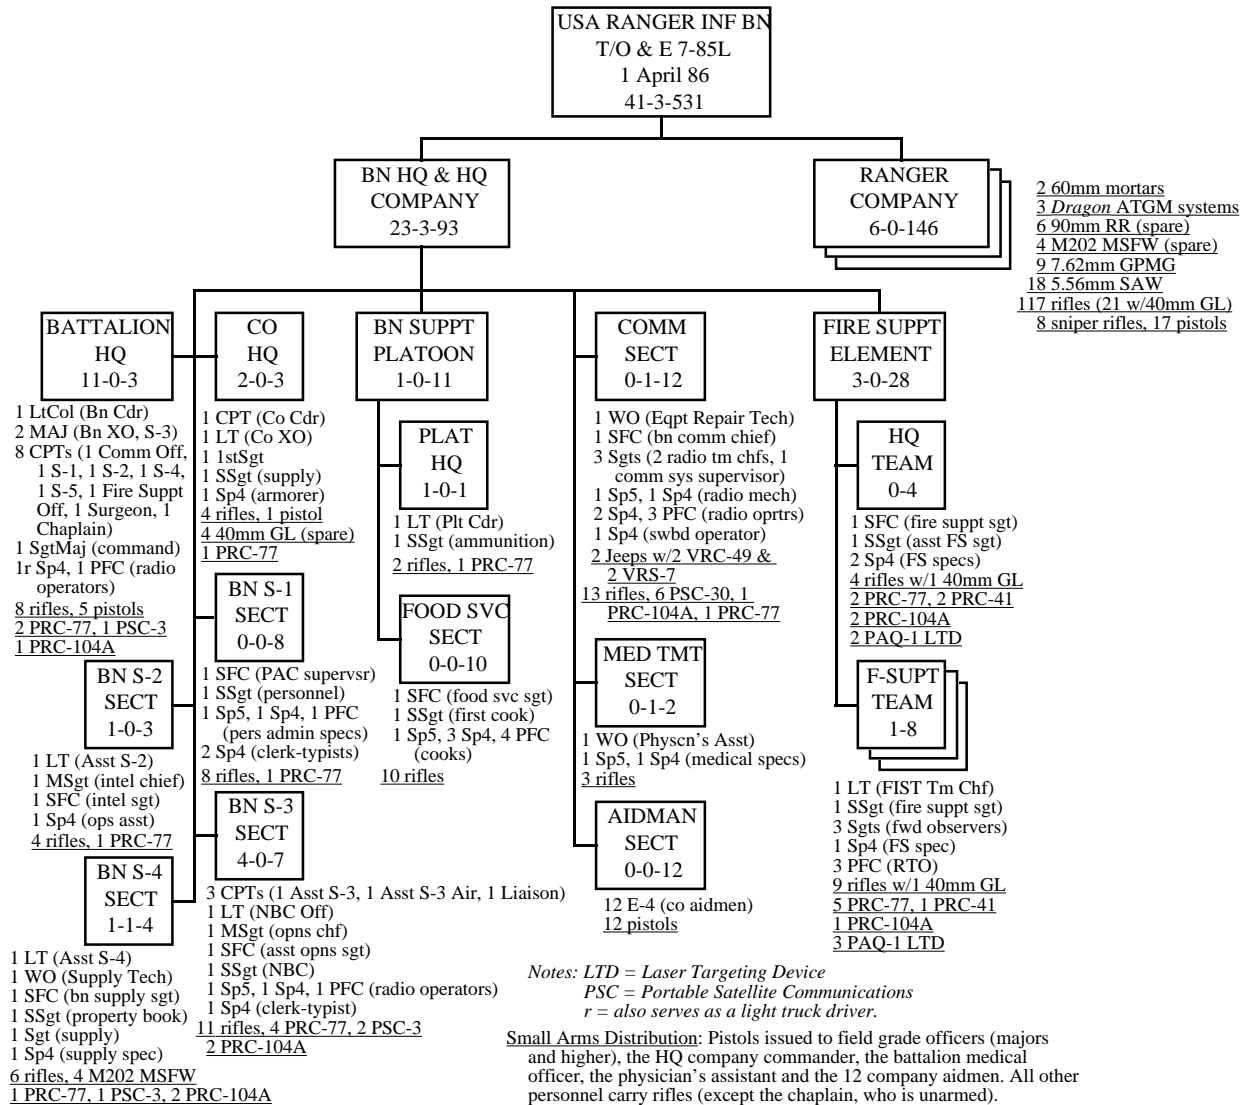 USA RANGER INF BN
T/O & E 7-85L
1 April 86
41-3-531
BN HQ & HQ
COMPANY
23-3-93
RANGER
COMPANY
6-0-146
2 60mm mortars
3 Dragon ATGM systems
6 90mm RR (spare)
4 M202 MSFW (spare)
9 7.62mm GPMG
18 5.56mm SAW
117 rifles (21 w/40mm GL)
8 sniper rifles, 17 pistols
BATTALION
HQ
11-0-3
1 LtCol (Bn Cdr)
2 MAJ (Bn XO, S-3)
8 CPTs (1 Comm Off,
1 S-1, 1 S-2, 1 S-4,
1 S-5, 1 Fire Suppt
Off, 1 Surgeon, 1
Chaplain)
1 SgtMaj (command)
1r Sp4, 1 PFC (radio
operators)
8 rifles, 5 pistols
2 PRC-77, 1 PSC-3
1 PRC-104A
CO
HQ
2-0-3
1 CPT (Co Cdr)
1 LT (Co XO)
1 1stSgt
1 SSgt (supply)
1 Sp4 (armorer)
4 rifles, 1 pistol
4 40mm GL (spare)
1 PRC-77
BN S-1
SECT
0-0-8
1 SFC (PAC supervsr)
1 SSgt (personnel)
1 Sp5, 1 Sp4, 1 PFC
(pers admin specs)
2 Sp4 (clerk-typists)
8 rifles, 1 PRC-77
BN S-2
SECT
1-0-3
1 LT (Asst S-2)
1 MSgt (intel chief)
1 SFC (intel sgt)
1 Sp4 (ops asst)
4 rifles, 1 PRC-77
BN S-3
SECT
4-0-7
3 CPTs (1 Asst S-3, 1 Asst S-3 Air, 1 Liaison)
1 LT (NBC Off)
1 MSgt (opns chf)
1 SFC (asst opns sgt)
1 SSgt (NBC)
1 Sp5, 1 Sp4, 1 PFC (radio operators)
1 Sp4 (clerk-typist)
11 rifles, 4 PRC-77, 2 PSC-3
2 PRC-104A
BN S-4
SECT
1-1-4
1 LT (Asst S-4)
1 WO (Supply Tech)
1 SFC (bn supply sgt)
1 SSgt (property book)
1 Sgt (supply)
1 Sp4 (supply spec)
6 rifles, 4 M202 MSFW
1 PRC-77, 1 PSC-3, 2 PRC-104A
BN SUPPT
PLATOON
1-0-11
PLAT
HQ
1-0-1
1 LT (Plt Cdr)
1 SSgt (ammunition)
2 rifles, 1 PRC-77
FOOD SVC
SECT
0-0-10
1 SFC (food svc sgt)
1 SSgt (first cook)
1 Sp5, 3 Sp4, 4 PFC
(cooks)
10 rifles
COMM
SECT
0-1-12
1 WO (Eqpt Repair Tech)
1 SFC (bn comm chief)
3 Sgts (2 radio tm chfs, 1
comm sys supervisor)
1 Sp5, 1 Sp4 (radio mech)
2 Sp4, 3 PFC (radio oprtrs)
1 Sp4 (swbd operator)
2 Jeeps w/2 VRC-49 &
2 VRS-7
13 rifles, 6 PSC-30, 1
PRC-104A, 1 PRC-77
MED TMT
SECT
0-1-2
1 WO (Physcn's Asst)
1 Sp5, 1 Sp4 (medical specs)
3 rifles
AIDMAN
SECT
0-0-12
12 E-4 (co aidmen)
12 pistols
FIRE SUPPT
ELEMENT
3-0-28
HQ
TEAM
0-4
1 SFC (fire suppt sgt)
1 SSgt (asst FS sgt)
2 Sp4 (FS specs)
4 rifles w/1 40mm GL
2 PRC-77, 2 PRC-41
2 PRC-104A
2 PAQ-1 LTD
F-SUPT
TEAM
1-8
1 LT (FIST Tm Chf)
1 SSgt (fire suppt sgt)
3 Sgts (fwd observers)
1 Sp4 (FS spec)
3 PFC (RTO)
9 rifles w/1 40mm GL
5 PRC-77, 1 PRC-41
1 PRC-104A
3 PAQ-1 LTD
Notes: LTD = Laser Targeting Device
PSC = Portable Satellite Communications
r = also serves as a light truck driver.
Small Arms Distribution: Pistols issued to field grade officers (majors
and higher), the HQ company commander, the battalion medical
officer, the physician's assistant and the 12 company aidmen. All other
personnel carry rifles (except the chaplain, who is unarmed).